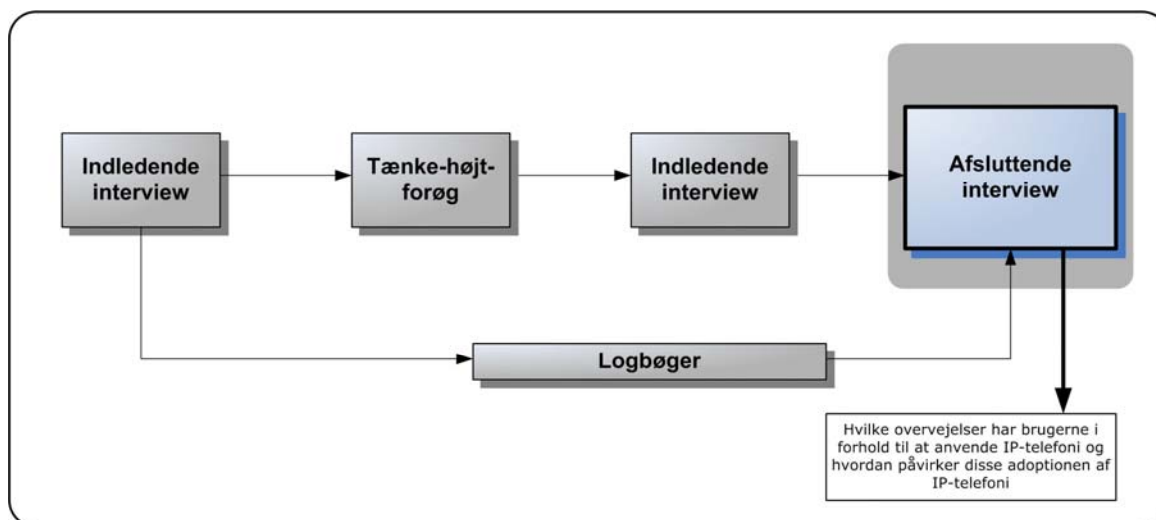 Indledende
interview
Tænke-højt-
forøg
Indledende
interview
Afsluttende
interview
Logbøger
Hvilke overvejelser har brugerne i
forhold til at anvende IP-telefoni og
hvordan påvirker disse adoptionen af
IP-telefoni